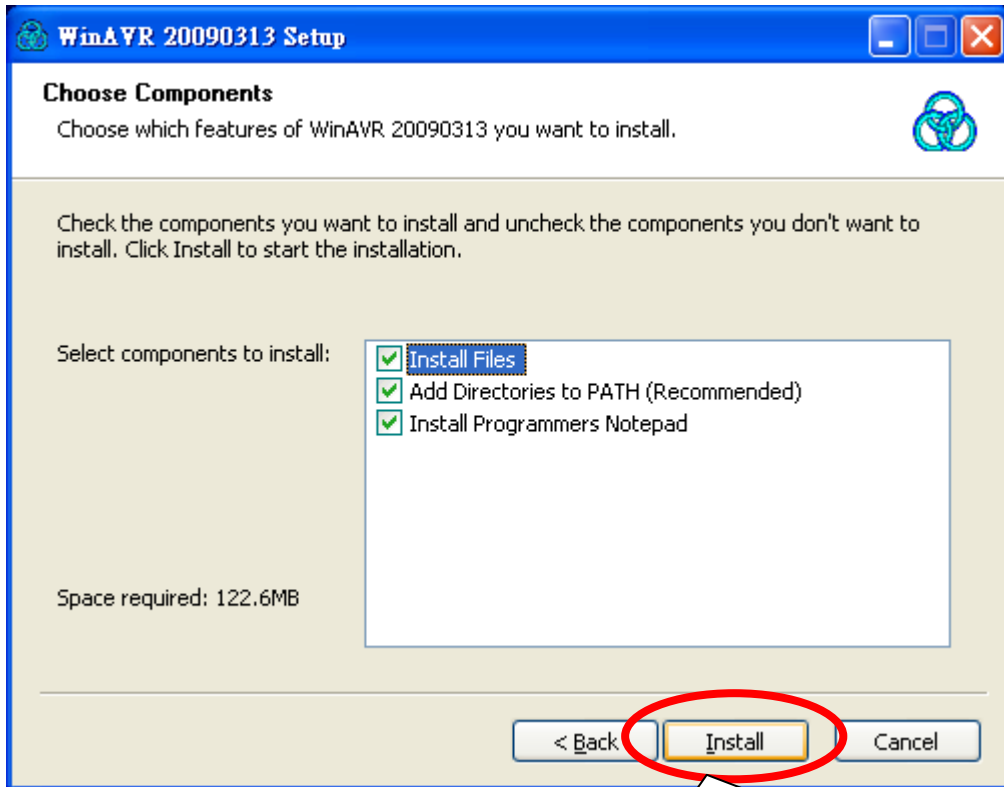 WinAVR 20090313 Setup
Choose Components
Choose which features of WinAVR 20090313 you want to install.
Check the components you want to install and uncheck the components you don't want to
install. Click Install to start the installation.
Select components to install:
Install Files
Add Directories to PATH (Recommended)
Install Programmers Notepad
Space required: 122.6MB
< Back
Install
Cancel